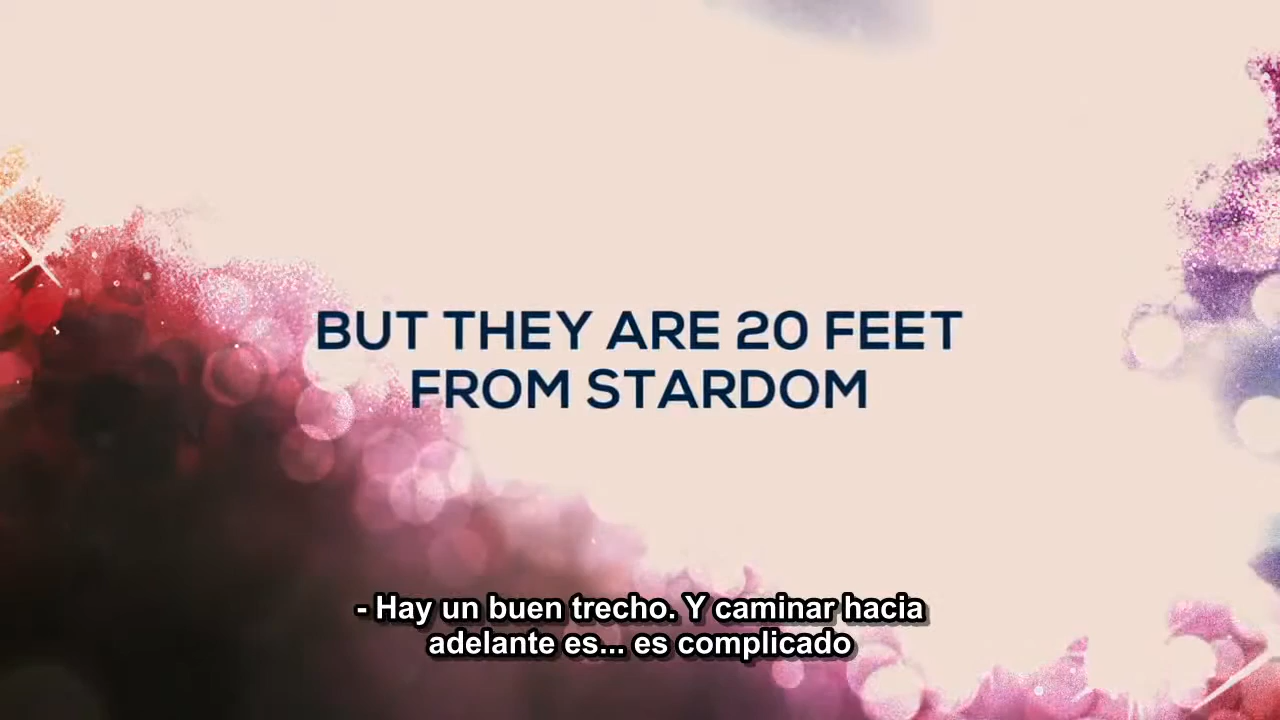 BUT THEY ARE 20 FEET
FROM STARDOM
- Hay un buen trecho. Y caminar hacia
adelante es... es complicado